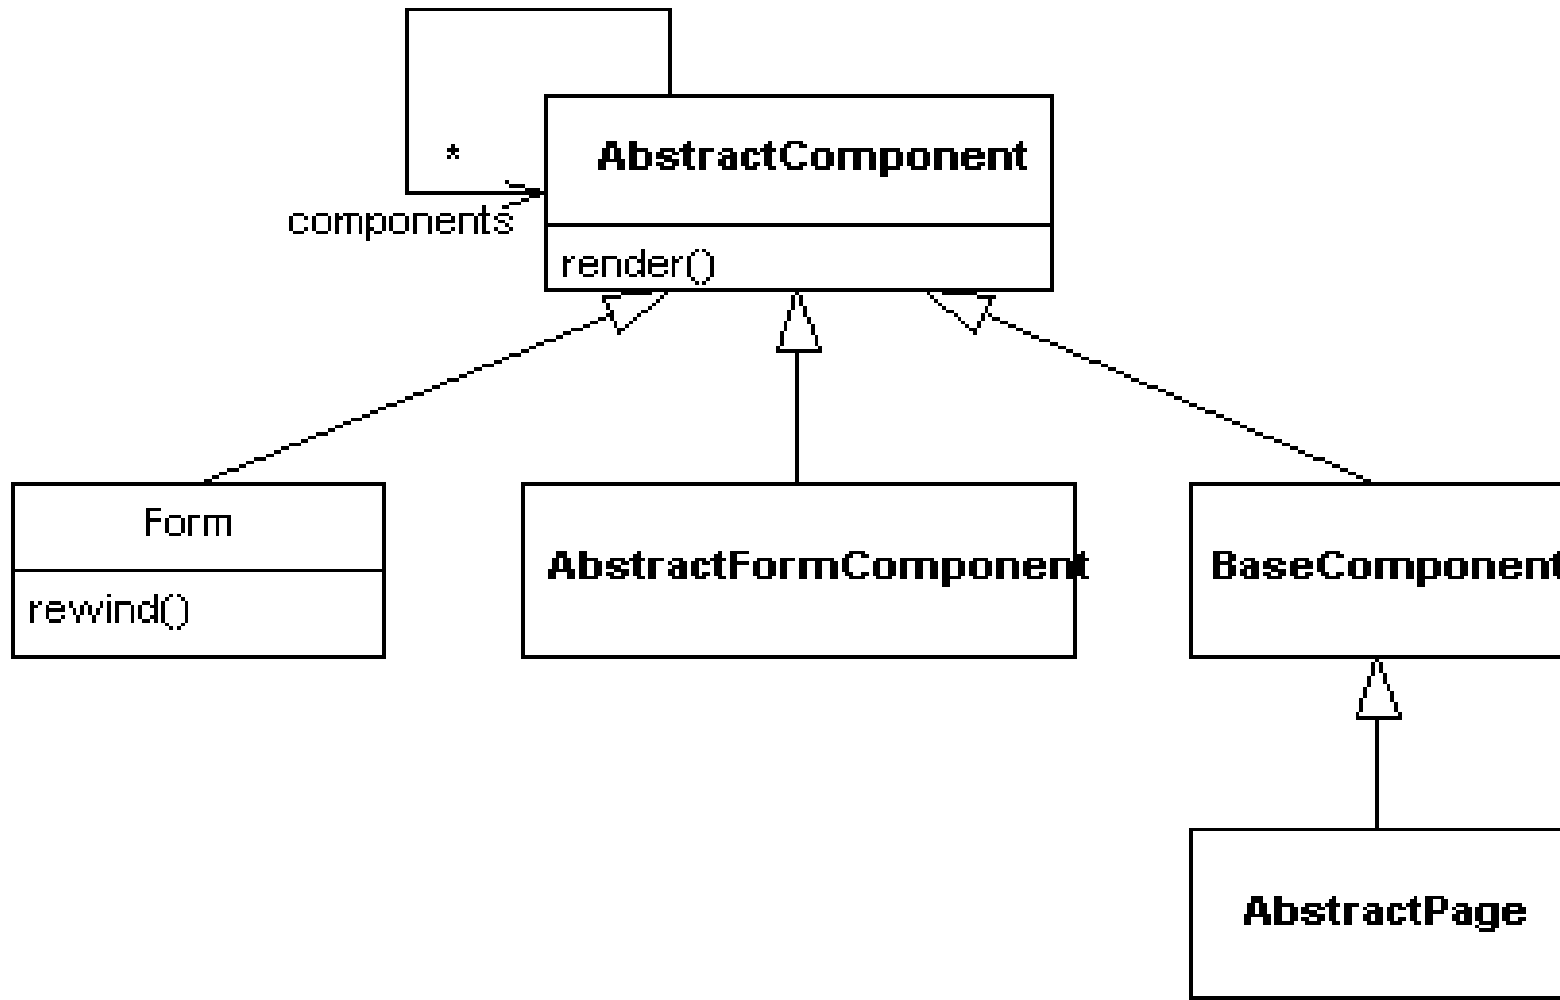 *
AbstractComponent
components
render()
Form
AbstractFormComponent
BaseComponent
rewind()
AbstractPage